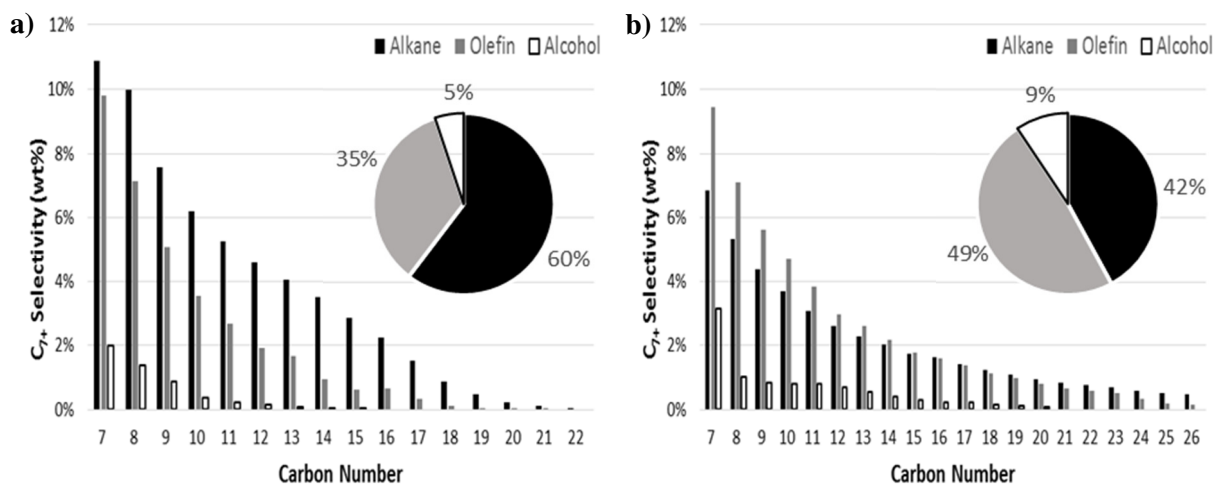 a)
12%
10%
8%
6%
4%
2%
0%
C7+ Selectivity (wt%)
Alkane Olefin Alcohol
5%
35%
60%
7 8 9 10 11 12 13 14 15 16 17 18 19 20 21 22
Carbon Number
b)
12%
10%
8%
6%
4%
2%
0%
C7+ Selectivity (wt%)
Alkane Olefin Alcohol
9%
42%
49%
7 8 9 10 11 12 13 14 15 16 17 18 19 20 21 22 23 24 25 26
Carbon Number